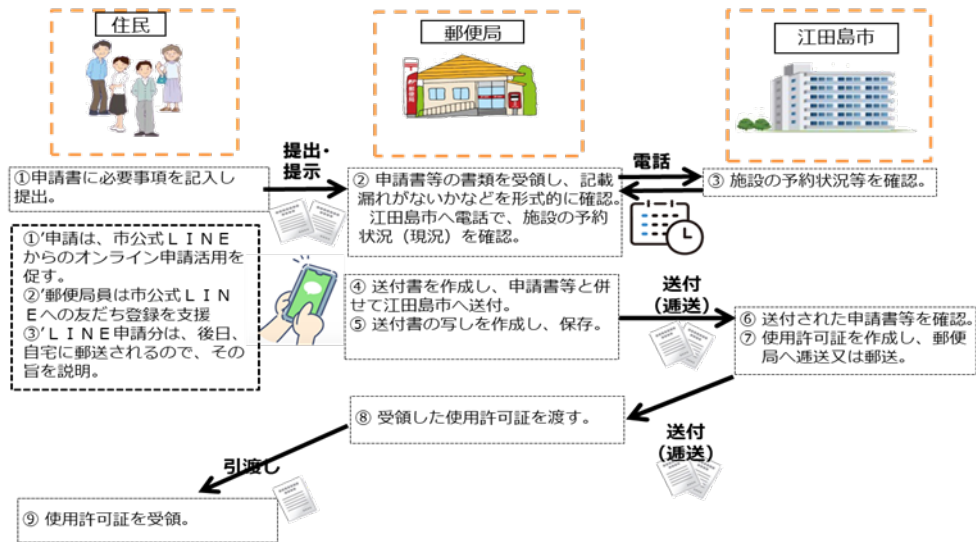 住民
郵便局
江田島市
提出・
提示
電話
①申請書に必要事項を記入し
提出。
② 申請書等の書類を受領し、記載
漏れがないかなどを形式的に確認。
江田島市へ電話で、施設の予約
状況（現況）を確認。
③ 施設の予約状況等を確認。
①’申請は、市公式ＬＩＮＥ
からのオンライン申請活用を
促す。
②’郵便局員は市公式ＬＩＮ
Ｅへの友だち登録を支援
③’ＬＩＮＥ申請分は、後日、
自宅に郵送されるので、その
旨を説明。
④ 送付書を作成し、申請書等と併
せて江田島市へ送付。
⑤ 送付書の写しを作成し、保存。
送付
（逓送）
⑥ 送付された申請書等を確認。
⑦ 使用許可証を作成し、郵便
局へ逓送又は郵送。
⑧ 受領した使用許可証を渡す。
送付
（逓送）
引渡し
⑨ 使用許可証を受領。